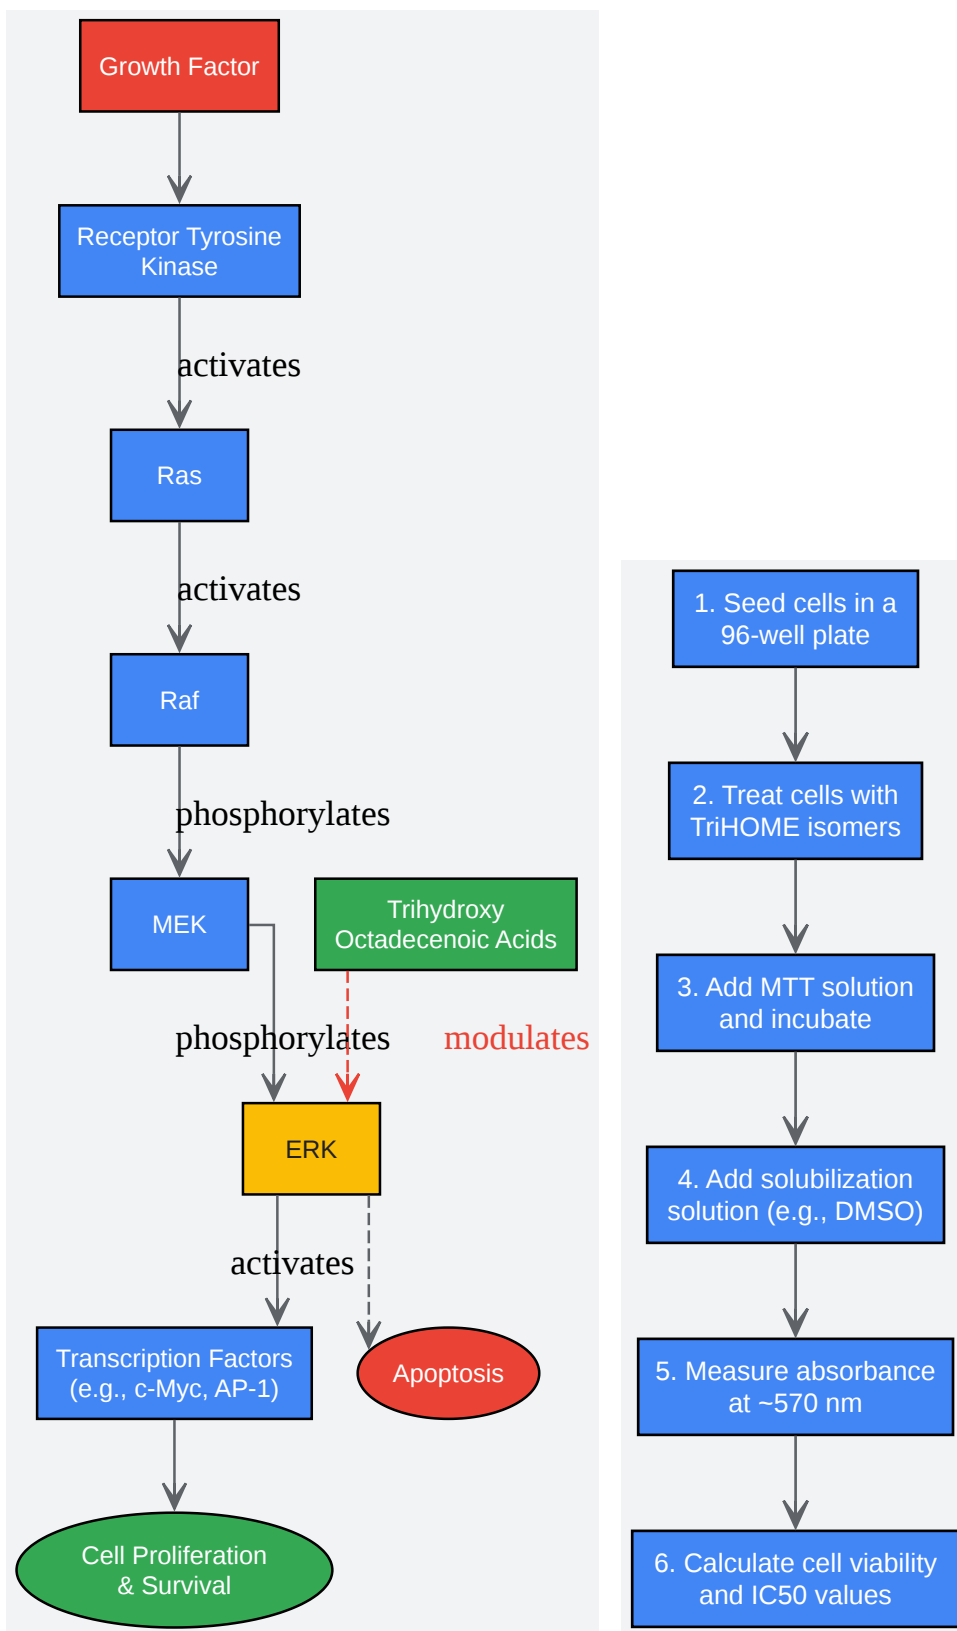 Growth Factor
Receptor Tyrosine
Kinase
activates
Ras
activates
Raf
phosphorylates
MEK
Trihydroxy
Octadecenoic Acids
phosphorylates
modulates
ERK
activates
Transcription Factors
(e.g., c-Myc, AP-1)
Apoptosis
Cell Proliferation
& Survival
1. Seed cells in a
96-well plate
2. Treat cells with
TriHOME isomers
3. Add MTT solution
and incubate
4. Add solubilization
solution (e.g., DMSO)
5. Measure absorbance
at ~570 nm
6. Calculate cell viability
and IC50 values